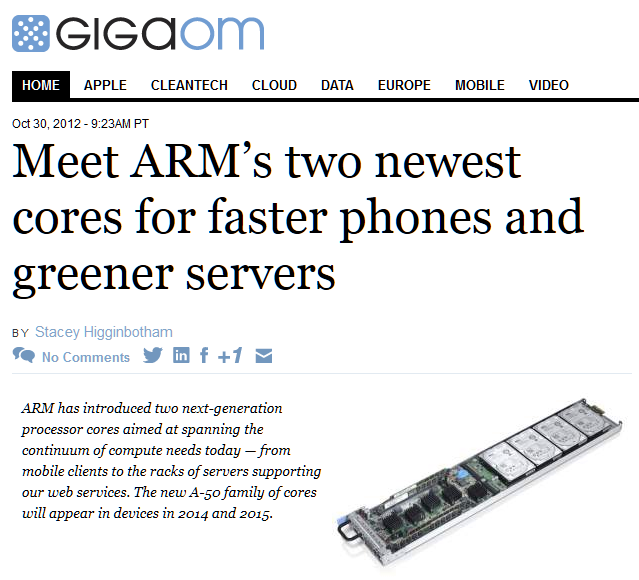 GIGAOM
HOME APPLE CLEANTECH CLOUD DATA EUROPE MOBILE VIDEO
Oct 30, 2012 - 9:23AM PT
Meet ARM’s two newest
cores for faster phones and
greener servers
BY Stacey Higginbotham
No Comments +1
ARM has introduced two next-generation
processor cores aimed at spanning the
continuum of compute needs today — from
mobile clients to the racks of servers supporting
our web services. The new A-50 family of cores
will appear in devices in 2014 and 2015.